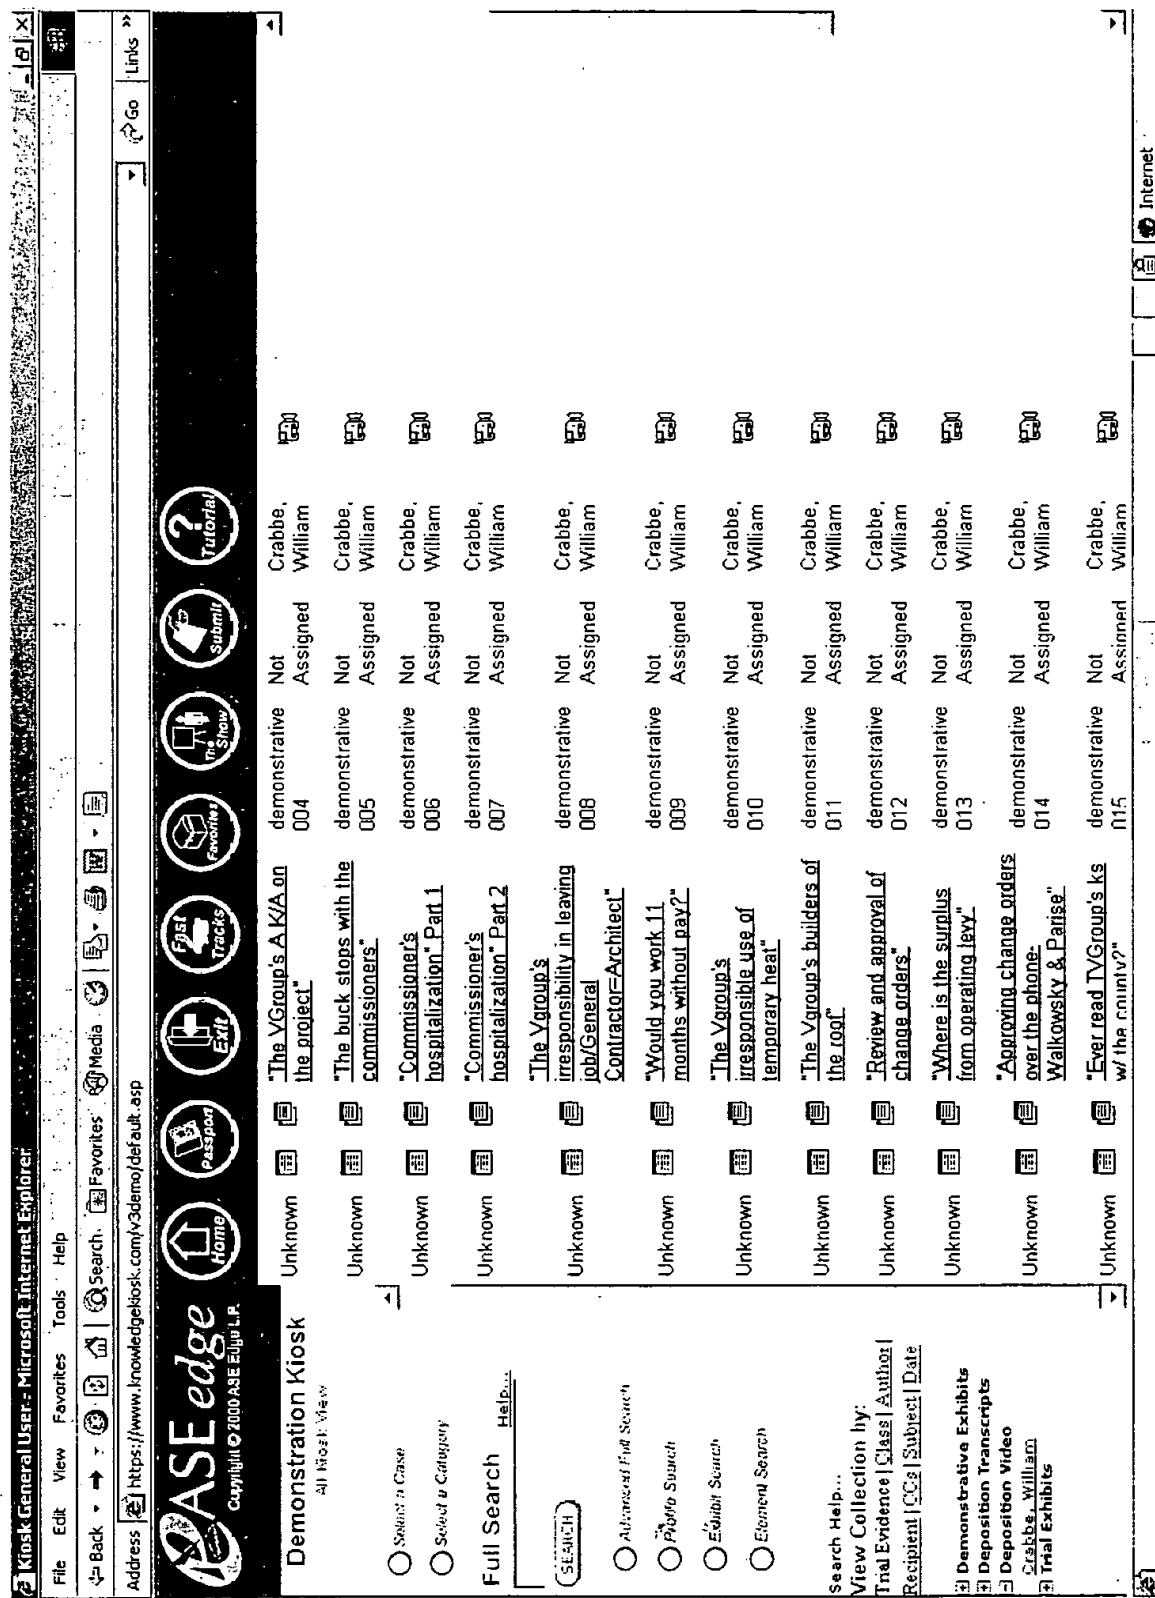 Kiosk General User - Microsoft Internet Explorer
File Edit View Favorites Tools Help
Back Search Favorites Media
Address https://www.knowledgekiosk.com/v3demo/default.asp Go Links »
ASE edge
Copyright © 2000 ASE Edge L.P.
Home Passport Exit Fast Tracks Favorites The Show Submit ? Tutorial
Demonstration Kiosk
All Kiosk View
Select a Case
Select a Category
Full Search Help...
SEARCH
Advanced Full Search
Photo Search
Exhibit Search
Element Search
Search Help...
View Collection by:
Trial Evidence | Class | Author |
Recipient | CCs | Subject | Date
+ Demonstrative Exhibits
+ Deposition Transcripts
- Deposition Video
Crabbe, William
+ Trial Exhibits
Unknown "The VGroup's A K/A on demonstrative Not Crabbe,
the project" 004 Assigned William
Unknown "The buck stops with the demonstrative Not Crabbe,
commissioners" 005 Assigned William
Unknown "Commissioner's demonstrative Not Crabbe,
hospitalization" Part 1 006 Assigned William
Unknown "Commissioner's demonstrative Not Crabbe,
hospitalization" Part 2 007 Assigned William
Unknown "The Vgroup's demonstrative Not Crabbe,
irresponsibility in leaving 008 Assigned William
job/General
Contractor=Architect"
Unknown "Would you work 11 demonstrative Not Crabbe,
months without pay?" 009 Assigned William
Unknown "The Vgroup's demonstrative Not Crabbe,
irresponsible use of 010 Assigned William
temporary heat"
Unknown "The Vgroup's builders of demonstrative Not Crabbe,
the roof" 011 Assigned William
Unknown "Review and approval of demonstrative Not Crabbe,
change orders" 012 Assigned William
Unknown "Where is the surplus demonstrative Not Crabbe,
from operating levy" 013 Assigned William
Unknown "Approving change orders demonstrative Not Crabbe,
over the phone- 014 Assigned William
Walkowsky & Parise"
Unknown "Ever read TVGroup's ks demonstrative Not Crabbe,
w/ the county?" 015 Assigned William
Internet